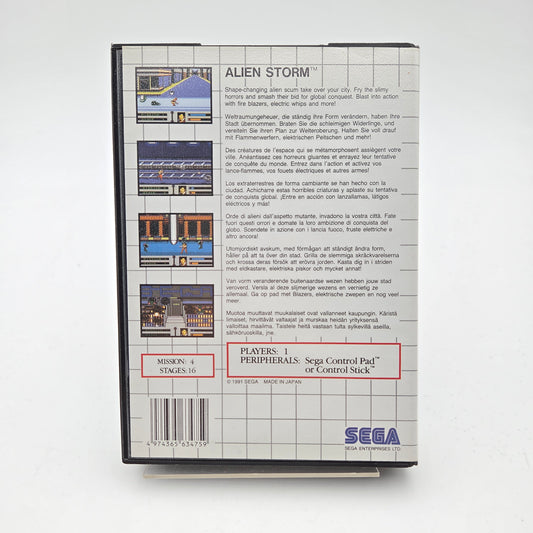 ALIEN STORM™
Shape-changing alien scum take over your city. Fry the slimy
horrors and smash their bid for global conquest. Blast into action
with fire blazers, electric whips and more!
Weltraumungeheuer, die ständig ihre Form verändern, haben Ihre
Stadt übernommen. Braten Sie die schleimigen Widerlinge, und
vereiteln Sie ihren Plan zur Welteroberung. Halten Sie voll drauf
mit Flammenwerfern, elektrischen Peitschen und mehr!
Des créatures de l'espace qui se métamorphosent assiègent votre
ville. Anéantissez ces horreurs gluantes et enrayez leur tentative
de conquête du monde. Entrez dans l'action et activez vos
lance-flammes, vos fouets électriques et autres armes!
Los extraterrestres de forma cambiante se han hecho con la
ciudad. Achicharre estas horribles criaturas y aplaste su tentativa
de conquista global. ¡Entre en acción con lanzallamas, látigos
eléctricos y más!
Orde di alieni dall'aspetto mutante, invadono la vostra città. Fate
fuori questi orrori e domate la loro ambizione di conquista del
globo. Scendete in azione con i lancia fuoco, fruste elettriche e
altro ancora!
Utomjordiskt avskum, med förmågan att ständigt ändra form,
håller på att ta över din stad. Grilla de slemmiga skräckvarelserna
och krossa deras försök att erövra jorden. Kasta dig in i striden
med eldkastare, elektriska piskor och mycket annat!
Van vorm veranderende buitenaardse wezen hebben jouw stad
veroverd. Versla al deze slijmerige wezens en vernietig ze
allemaal. Ga op pad met Blazers, elektrische zwepen en nog veel
meer.
Muotoa muuttavat muukalaiset ovat vallanneet kaupungin. Käristä
limaiset, hirvittävät valtaajat ja murskaa heidän yrityksensä
valloittaa maailma. Taistele heitä vastaan tulta sylkevillä aseilla,
sähköruoskilla, jne.
MISSION: 4
STAGES: 16
PLAYERS: 1
PERIPHERALS: Sega Control Pad™
or Control Stick™
© 1991 SEGA MADE IN JAPAN
4 974365 634759
SEGA
SEGA ENTERPRISES LTD.